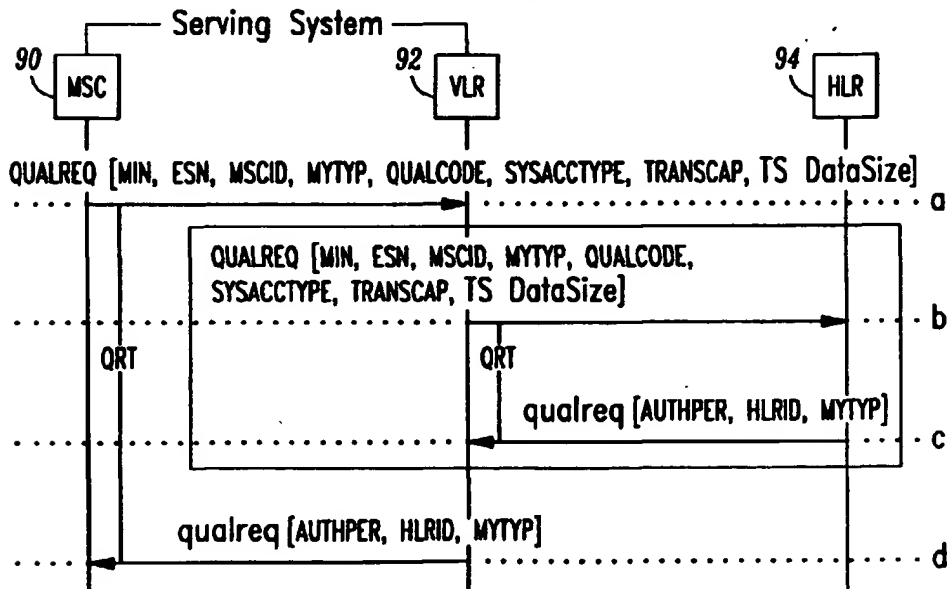 Serving System
90 MSC
92 VLR
94 HLR
QUALREQ [MIN, ESN, MSCID, MYTYP, QUALCODE, SYSACCTYPE, TRANSCAP, TS DataSize]
a
QUALREQ [MIN, ESN, MSCID, MYTYP, QUALCODE,
SYSACCTYPE, TRANSCAP, TS DataSize]
b
QRT
QRT
qualreq [AUTHPER, HLRID, MYTYP]
c
qualreq [AUTHPER, HLRID, MYTYP]
d